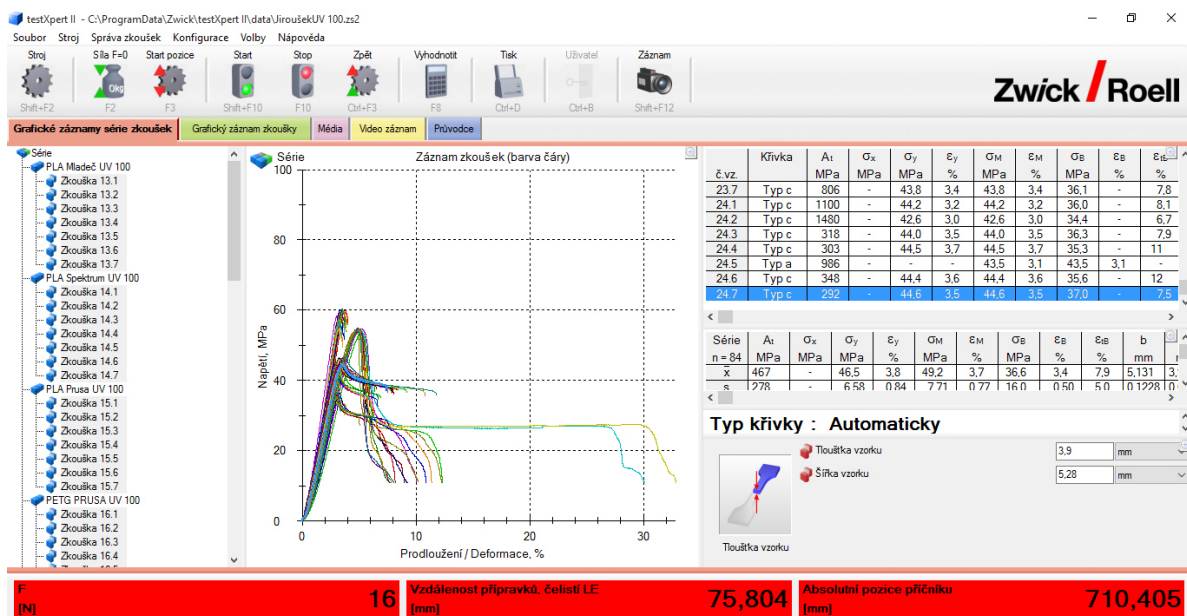 testXpert II - C:\ProgramData\Zwick\testXpert II\data\JiroušekUV 100.zs2
Soubor Stroj Správa zkoušek Konfigurace Volby Nápověda
Stroj Síla F=0 Start pozice Start Stop Zpět Vyhodnotit Tisk Uživatel Záznam
0kg
Shift+F2 F2 F3 Shift+F10 F10 Ctrl+F3 F8 Ctrl+D Ctrl+B Shift+F12
Zwick / Roell
Grafické záznamy série zkoušek Grafický záznam zkoušky Média Video záznam Průvodce
Série
PLA Mladeč UV 100
Zkouška 13.1
Zkouška 13.2
Zkouška 13.3
Zkouška 13.4
Zkouška 13.5
Zkouška 13.6
Zkouška 13.7
PLA Spektrum UV 100
Zkouška 14.1
Zkouška 14.2
Zkouška 14.3
Zkouška 14.4
Zkouška 14.5
Zkouška 14.6
Zkouška 14.7
PLA Prusa UV 100
Zkouška 15.1
Zkouška 15.2
Zkouška 15.3
Zkouška 15.4
Zkouška 15.5
Zkouška 15.6
Zkouška 15.7
PETG PRUSA UV 100
Zkouška 16.1
Zkouška 16.2
Zkouška 16.3
Zkouška 16.4
Série Záznam zkoušek (barva čáry)
100
80
60
40
20
0
Napětí, MPa
0 10 20 30
Prodloužení / Deformace, %
Křivka At σx σy εy σM εM σB εB εtB
č.vz. MPa MPa MPa % MPa % MPa % %
23.7 Typ c 806 - 43,8 3,4 43,8 3,4 36,1 - 7,8
24.1 Typ c 1100 - 44,2 3,2 44,2 3,2 36,0 - 8,1
24.2 Typ c 1480 - 42,6 3,0 42,6 3,0 34,4 - 6,7
24.3 Typ c 318 - 44,0 3,5 44,0 3,5 36,3 - 7,9
24.4 Typ c 303 - 44,5 3,7 44,5 3,7 35,3 - 11
24.5 Typ a 986 - - - 43,5 3,1 43,5 3,1 -
24.6 Typ c 348 - 44,4 3,6 44,4 3,6 35,6 - 12
24.7 Typ c 292 - 44,6 3,5 44,6 3,5 37,0 - 7,5
Série At σx σy εy σM εM σB εB εtB b
n = 84 MPa MPa MPa % MPa % MPa % % mm
x̄ 467 - 46,5 3,8 49,2 3,7 36,6 3,4 7,9 5,131
s 278 - 6,58 0,84 7,71 0,77 16,0 0,50 5,0 0,1228
Typ křivky : Automaticky
Tloušťka vzorku 3,9 mm
Šířka vzorku 5,28 mm
Tloušťka vzorku
F
[N] 16
Vzdálenost přípravků, čelistí LE
[mm] 75,804
Absolutní pozice příčníku
[mm] 710,405